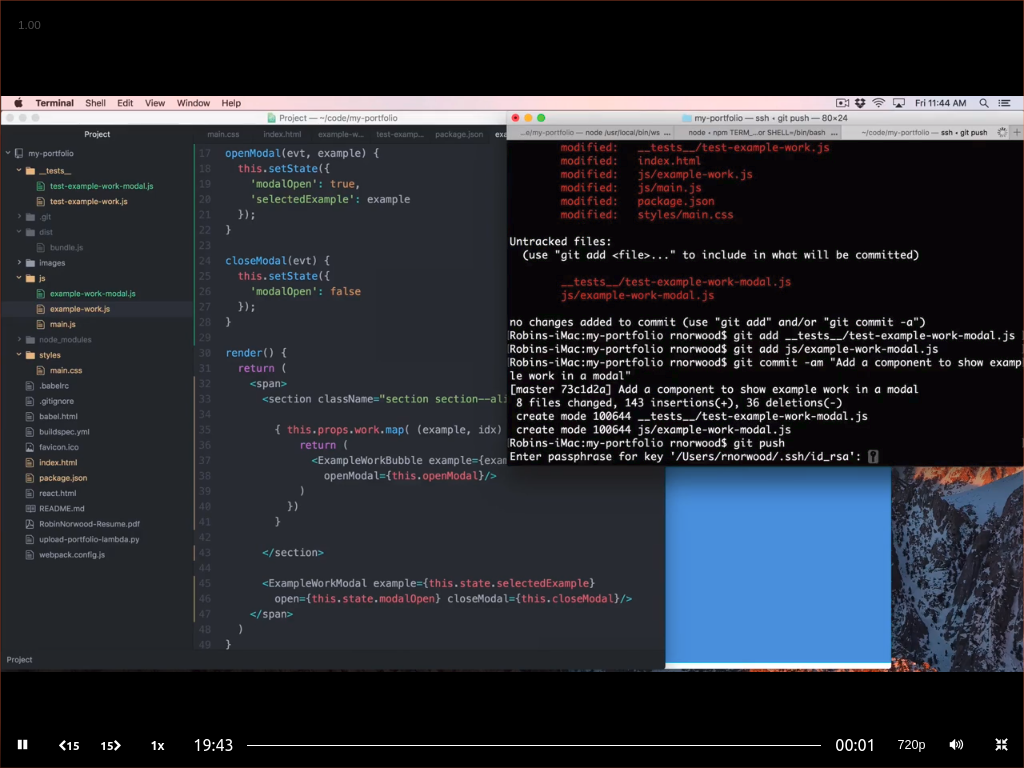 1.00
Terminal Shell Edit View Window Help
Fri 11:44 AM
Project — ~/code/my-portfolio
my-portfolio — ssh ‹ git push — 80×24
Project
main.css index.html example-w... test-examp... package.json exa
...e/my-portfolio — node /usr/local/bin/ws ...
node ‹ npm TERM_...or SHELL=/bin/bash ...
~/code/my-portfolio — ssh ‹ git push
my-portfolio
__tests__
test-example-work-modal.js
test-example-work.js
.git
dist
bundle.js
images
js
example-work-modal.js
example-work.js
main.js
node_modules
styles
main.css
.babelrc
.gitignore
babel.html
buildspec.yml
favicon.ico
index.html
package.json
react.html
README.md
RobinNorwood-Resume.pdf
upload-portfolio-lambda.py
webpack.config.js
Project
17 openModal(evt, example) {
18 this.setState({
19 'modalOpen': true,
20 'selectedExample': example
21 });
22 }
23
24 closeModal(evt) {
25 this.setState({
26 'modalOpen': false
27 });
28 }
29
30 render() {
31 return (
32 <span>
33 <section className="section section--ali
34
35 { this.props.work.map( (example, idx)
36 return (
37 <ExampleWorkBubble example={exam
38 openModal={this.openModal}/>
39 )
40 })
41 }
42
43 </section>
44
45 <ExampleWorkModal example={this.state.selectedExample}
46 open={this.state.modalOpen} closeModal={this.closeModal}/>
47 </span>
48 )
49 }
modified: __tests__/test-example-work.js
modified: index.html
modified: js/example-work.js
modified: js/main.js
modified: package.json
modified: styles/main.css
Untracked files:
(use "git add <file>..." to include in what will be committed)
__tests__/test-example-work-modal.js
js/example-work-modal.js
no changes added to commit (use "git add" and/or "git commit -a")
Robins-iMac:my-portfolio rnorwood$ git add __tests__/test-example-work-modal.js
Robins-iMac:my-portfolio rnorwood$ git add js/example-work-modal.js
Robins-iMac:my-portfolio rnorwood$ git commit -am "Add a component to show examp
le work in a modal"
[master 73c1d2a] Add a component to show example work in a modal
8 files changed, 143 insertions(+), 36 deletions(-)
create mode 100644 __tests__/test-example-work-modal.js
create mode 100644 js/example-work-modal.js
Robins-iMac:my-portfolio rnorwood$ git push
Enter passphrase for key '/Users/rnorwood/.ssh/id_rsa':
15 15 1x 19:43 00:01 720p